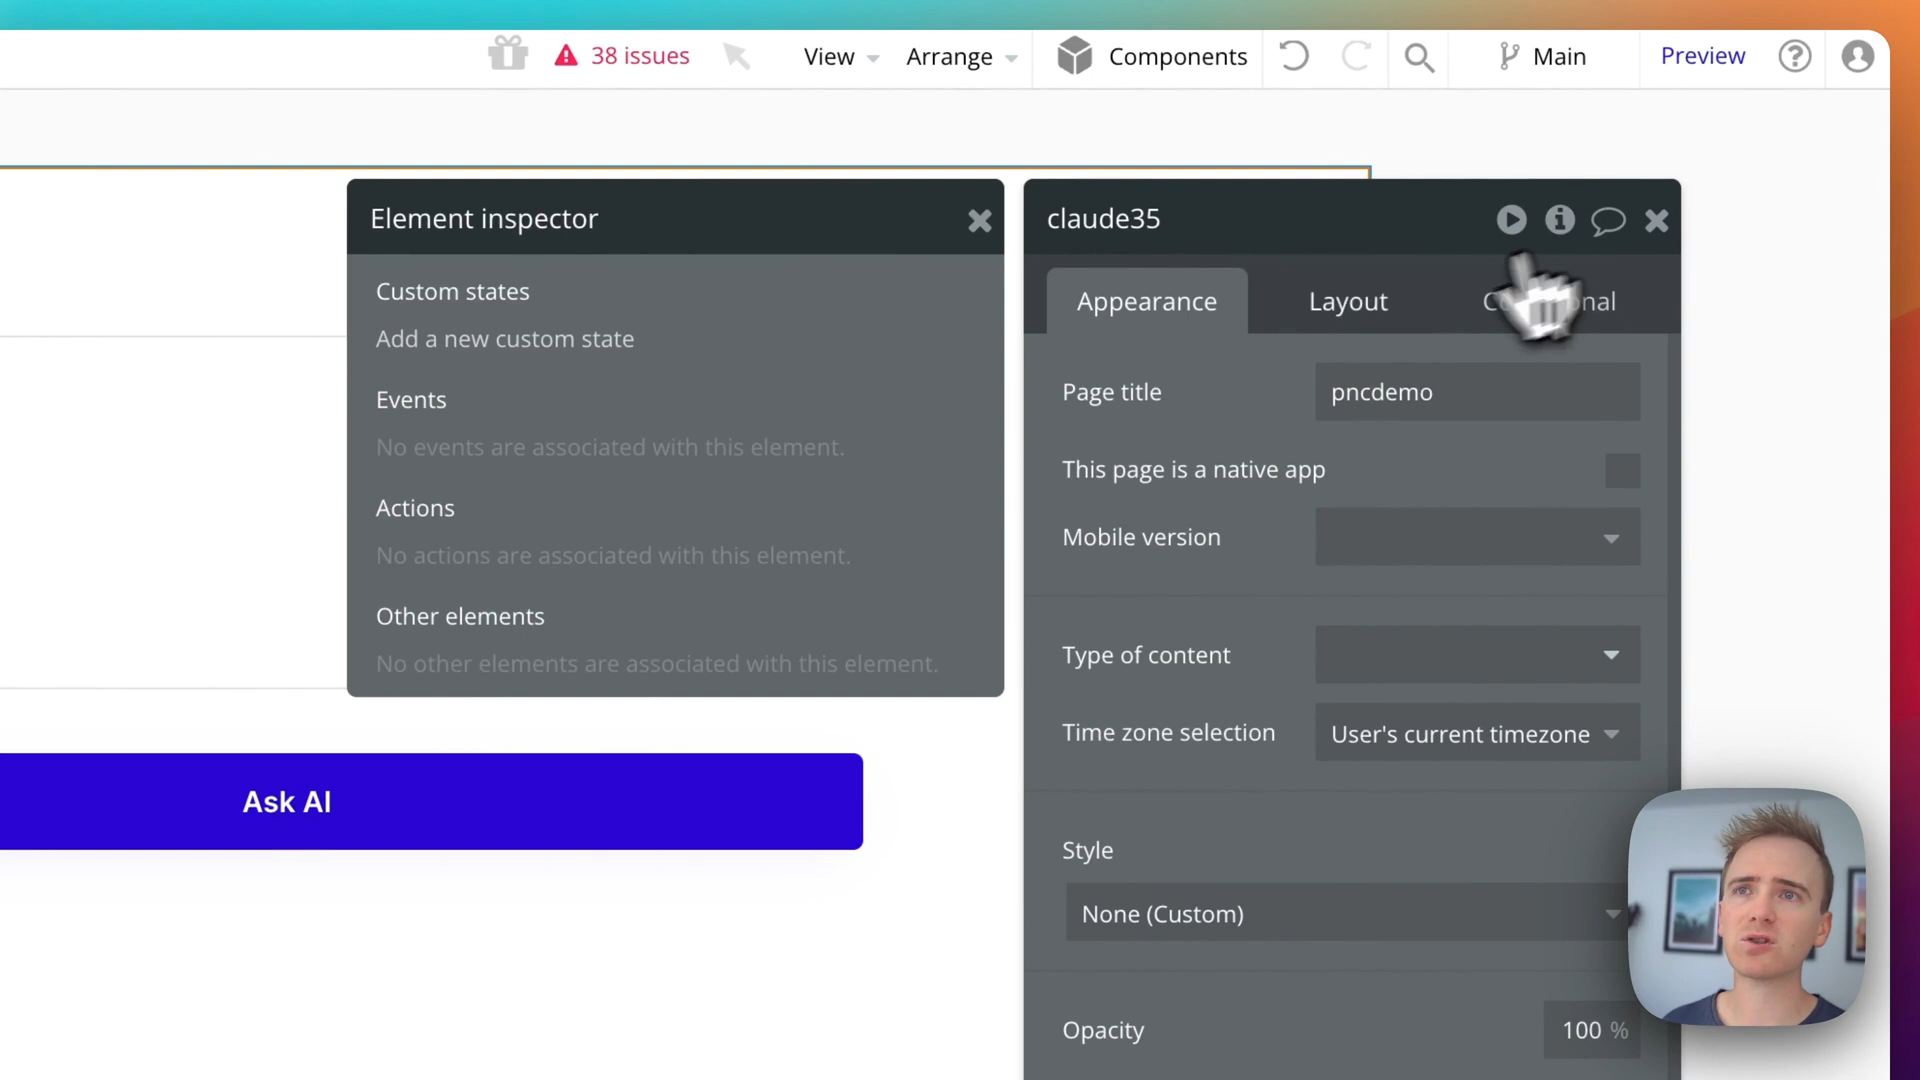 38 issues
View
Arrange
Components
Main
Preview
Element inspector
Custom states
Add a new custom state
Events
No events are associated with this element.
Actions
No actions are associated with this element.
Other elements
No other elements are associated with this element.
claude35
Appearance
Layout
Page title
pncdemo
This page is a native app
Mobile version
Type of content
Time zone selection
User's current timezone
Style
None (Custom)
Opacity
100 %
Ask AI